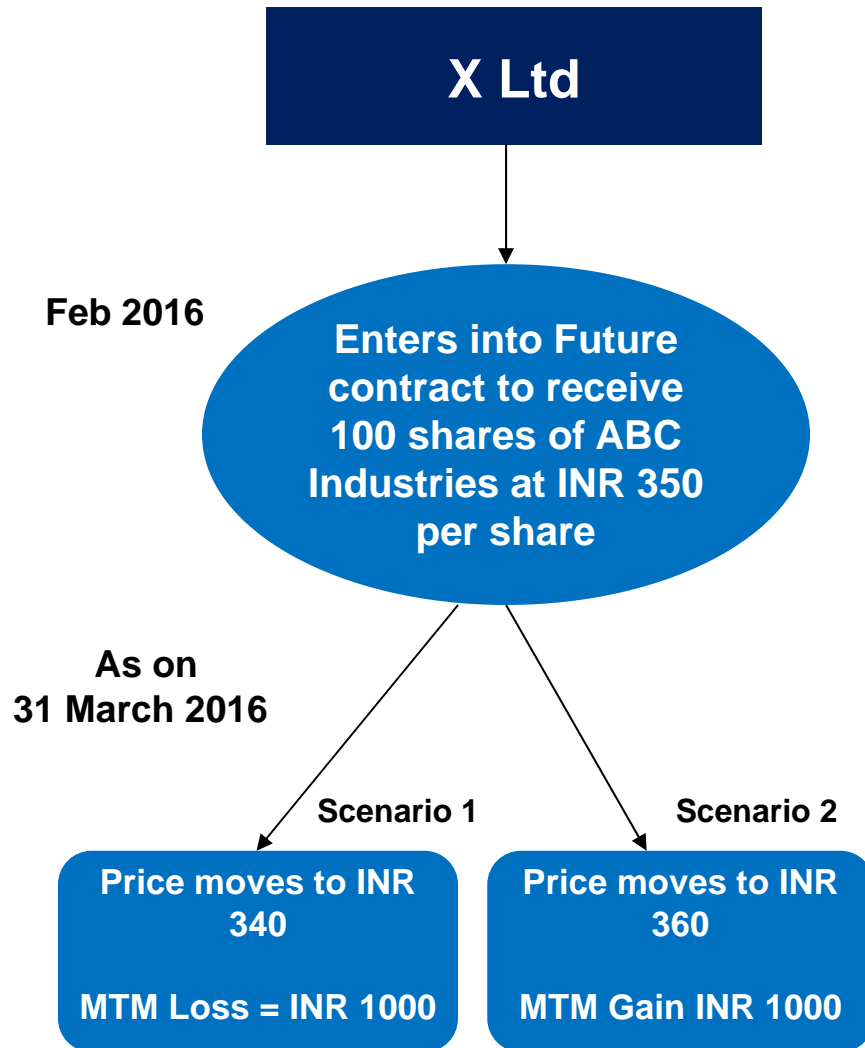 X Ltd
Feb 2016
Enters into Future
contract to receive
100 shares of ABC
Industries at INR 350
per share
As on
31 March 2016
Scenario 1
Scenario 2
Price moves to INR
340
MTM Loss = INR 1000
Price moves to INR
360
MTM Gain INR 1000